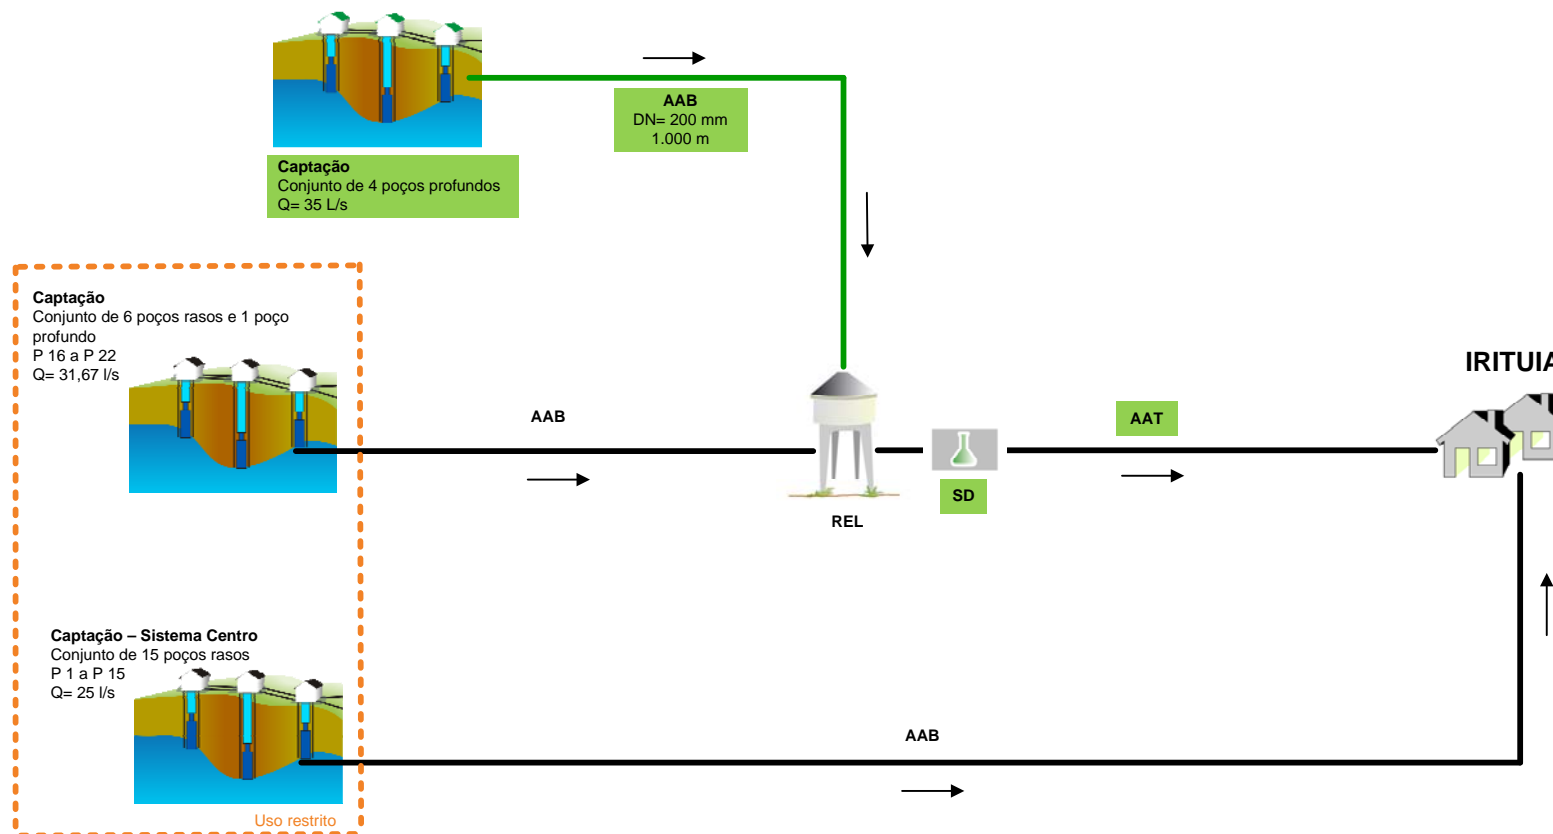 AAB
DN= 200 mm
1.000 m
Captação
Conjunto de 4 poços profundos
Q= 35 L/s
Captação
Conjunto de 6 poços rasos e 1 poço
profundo
P 16 a P 22
Q= 31,67 l/s
IRITUIA
AAB
AAT
SD
REL
Captação – Sistema Centro
Conjunto de 15 poços rasos
P 1 a P 15
Q= 25 l/s
AAB
Uso restrito